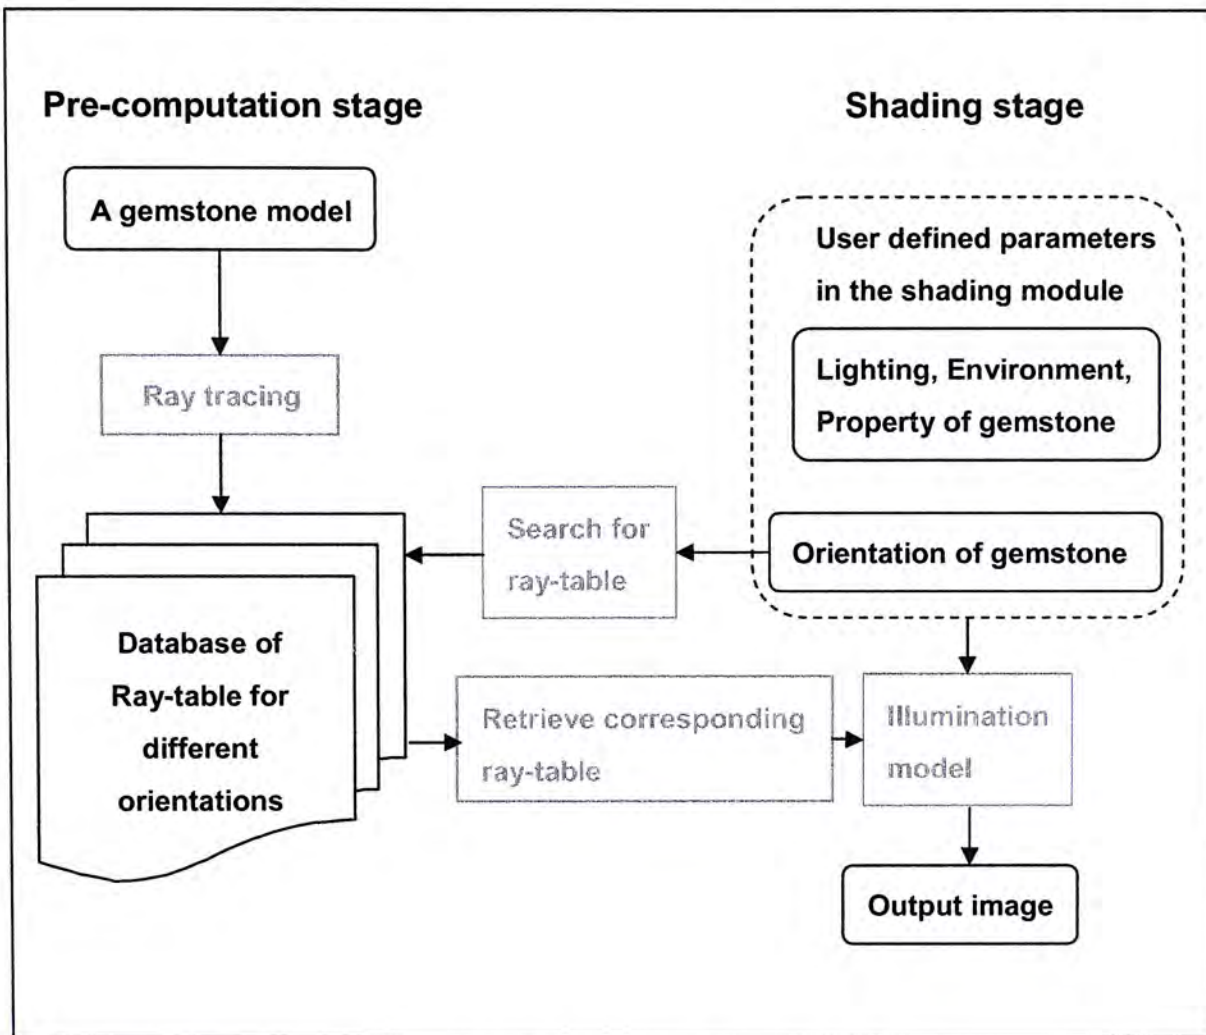 Pre-computation stage
A gemstone model
Ray tracing
Database of
Ray-table for
different
orientations
Shading stage
User defined parameters
in the shading module
Lighting, Environment,
Property of gemstone
Orientation of gemstone
Search for
ray-table
Retrieve corresponding
ray-table
Illumination
model
Output image